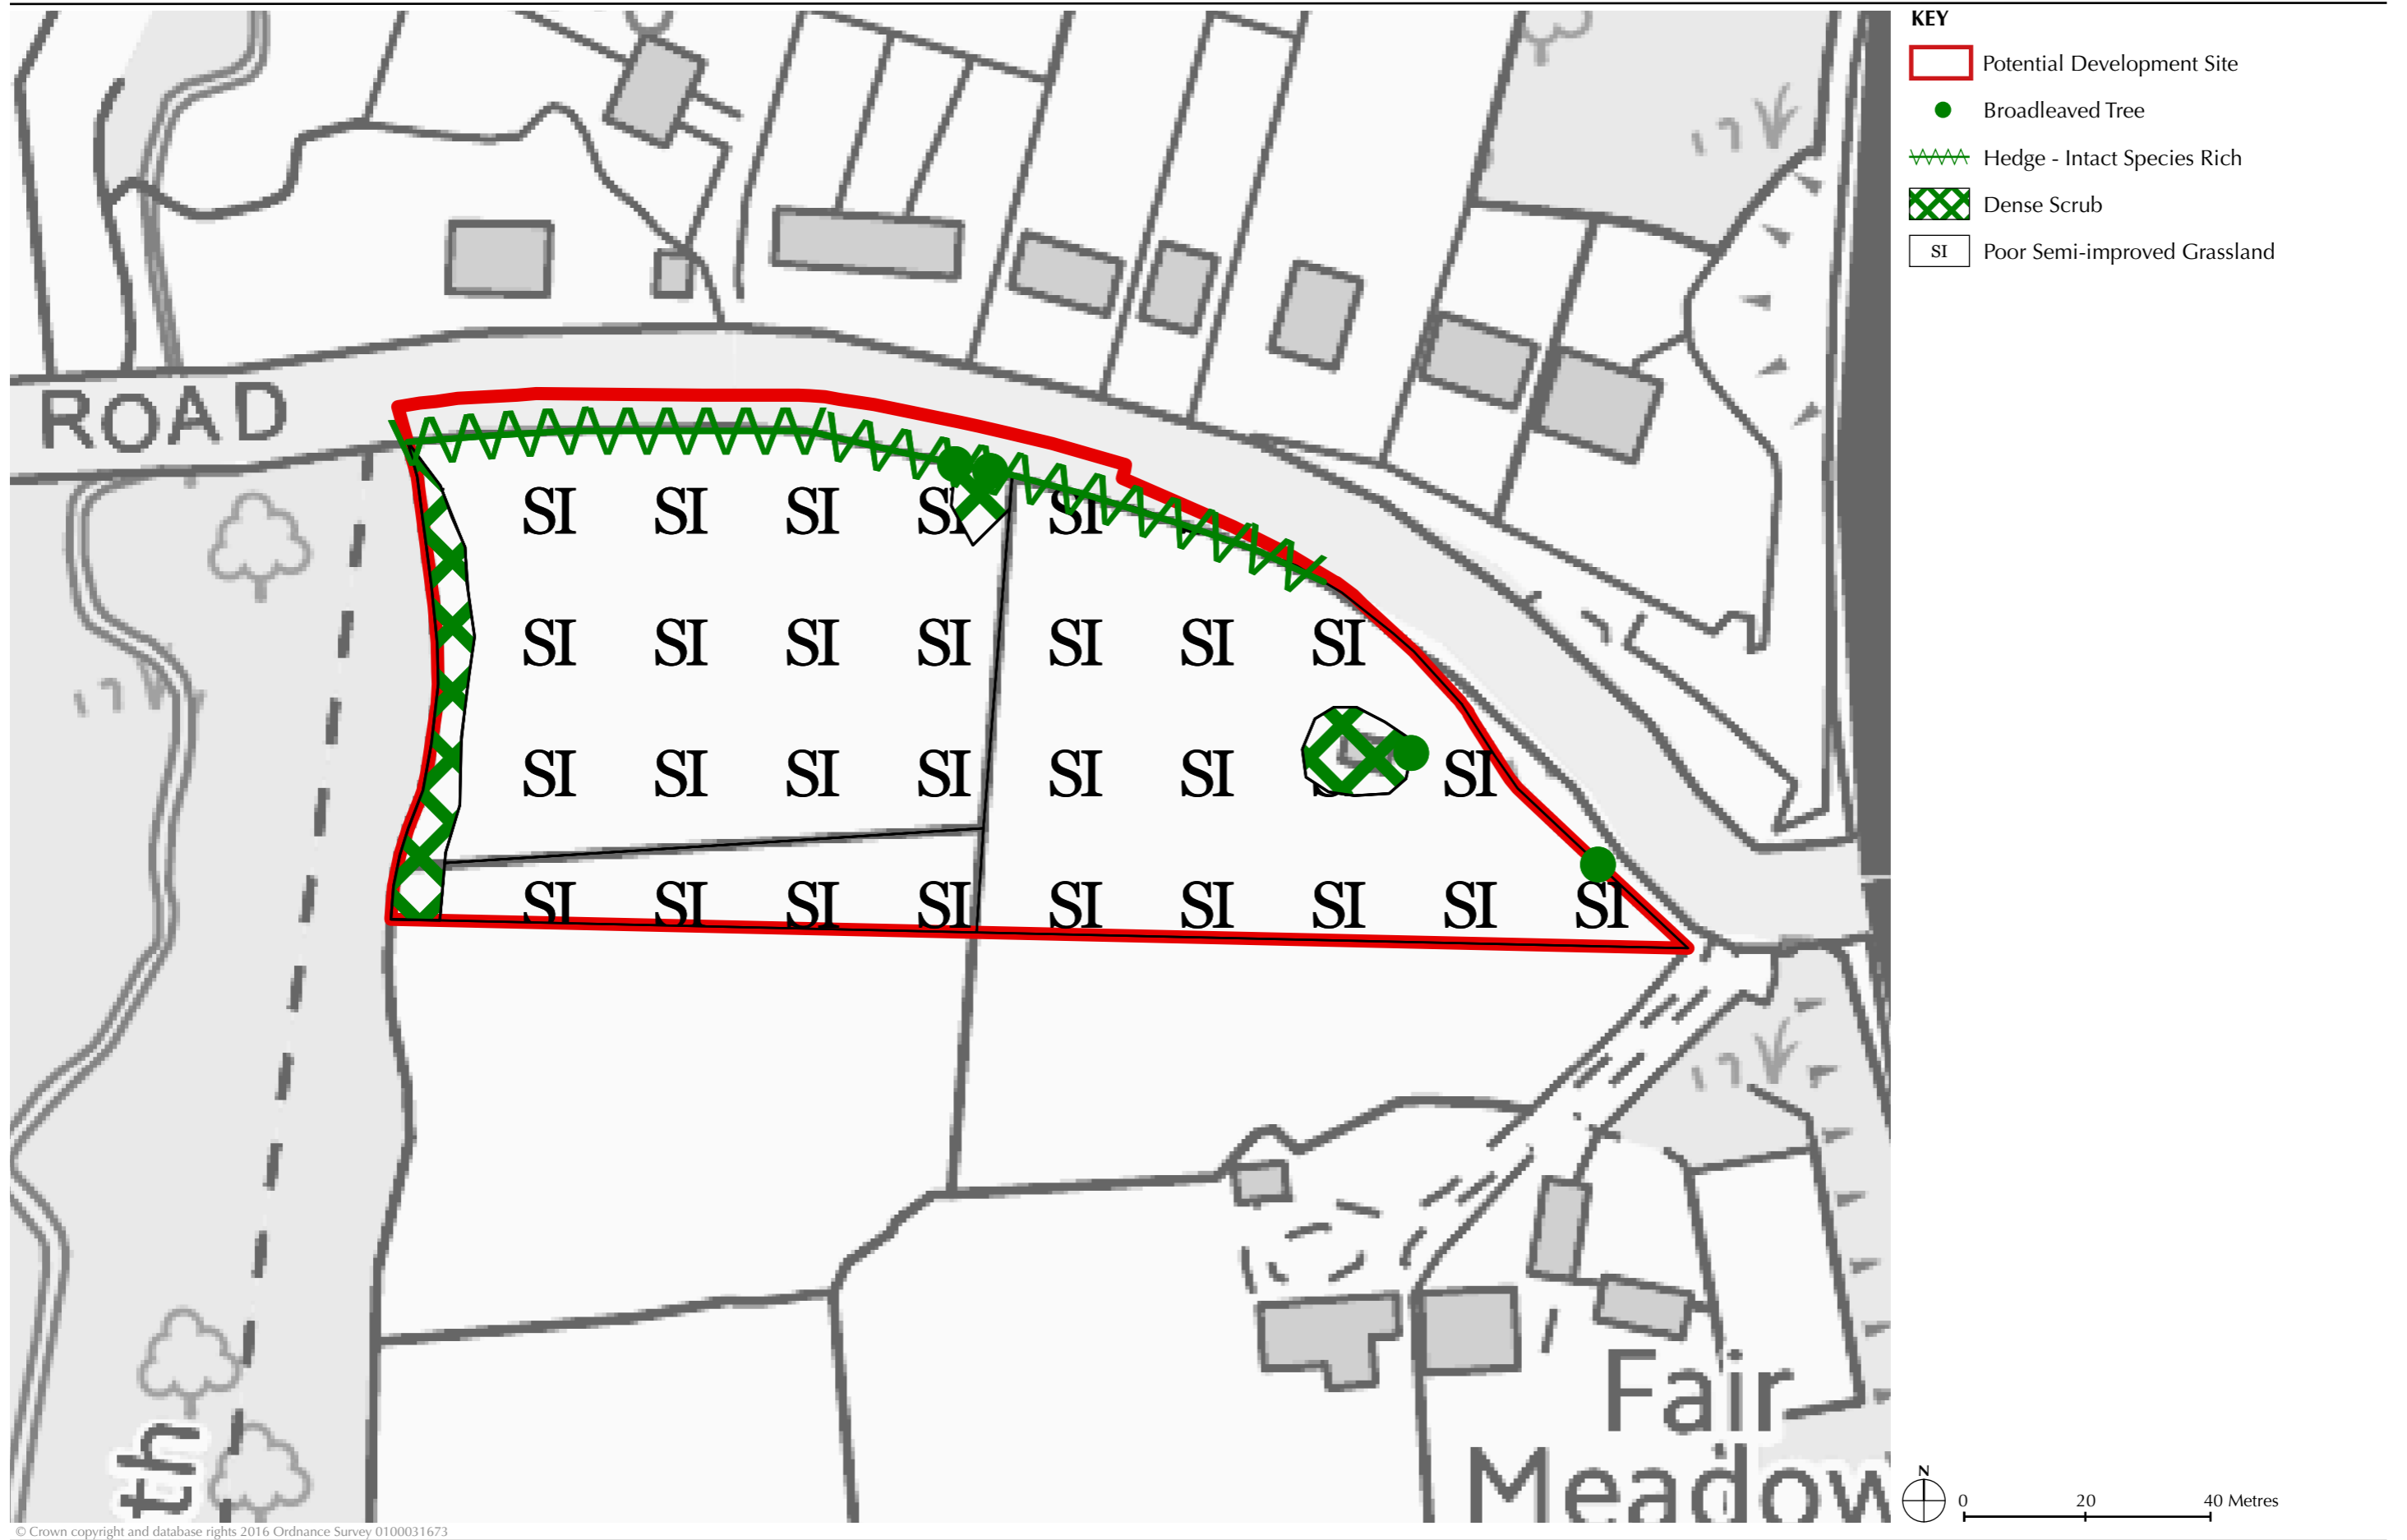 KEY
Potential Development Site
Broadleaved Tree
Hedge - Intact Species Rich
Dense Scrub
SI Poor Semi-improved Grassland
ROAD
SI SI SI SI SI
SI SI SI SI SI SI SI
SI SI SI SI SI SI SI
SI SI SI SI SI SI SI SI SI
Fair
Meadow
th
N
0 20 40 Metres
© Crown copyright and database rights 2016 Ordnance Survey 0100031673